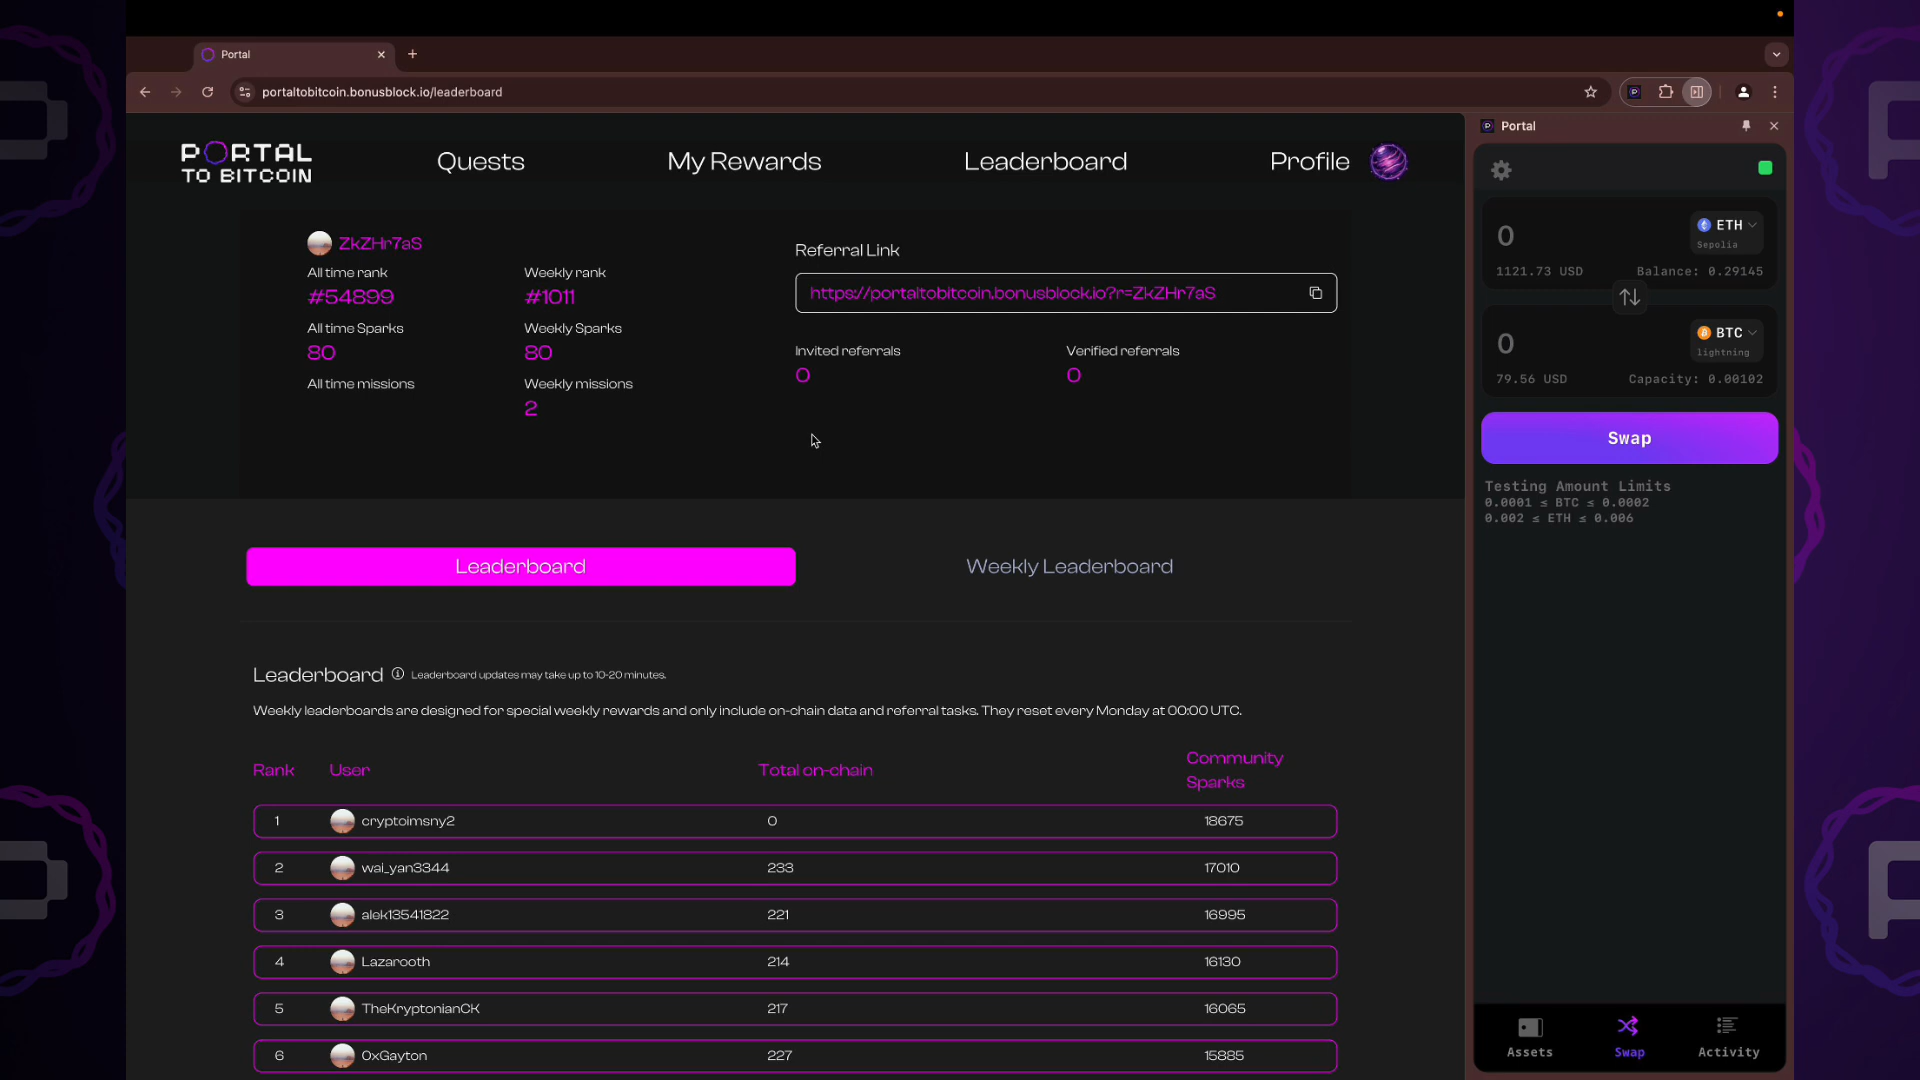 Portal
portaltobitcoin.bonusblock.io/leaderboard
PORTAL
TO BITCOIN
Quests
My Rewards
Leaderboard
Profile
ZkZHr7aS
All time rank
#54899
Weekly rank
#1011
All time Sparks
80
Weekly Sparks
80
All time missions
Weekly missions
2
Referral Link
https://portaltobitcoin.bonusblock.io?r=ZkZHr7aS
Invited referrals
0
Verified referrals
0
Leaderboard
Weekly Leaderboard
Leaderboard Leaderboard updates may take up to 10-20 minutes.
Weekly leaderboards are designed for special weekly rewards and only include on-chain data and referral tasks. They reset every Monday at 00:00 UTC.
Rank User Total on-chain Community
Sparks
1 cryptoimsny2 0 18675
2 wai_yan3344 233 17010
3 alek13541822 221 16995
4 Lazarooth 214 16130
5 TheKryptonianCK 217 16065
6 0xGayton 227 15885
Portal
0 ETH
Sepolia
1121.73 USD Balance: 0.29145
0 BTC
lightning
79.56 USD Capacity: 0.00102
Swap
Testing Amount Limits
0.0001 ≤ BTC ≤ 0.0002
0.002 ≤ ETH ≤ 0.006
Assets
Swap
Activity